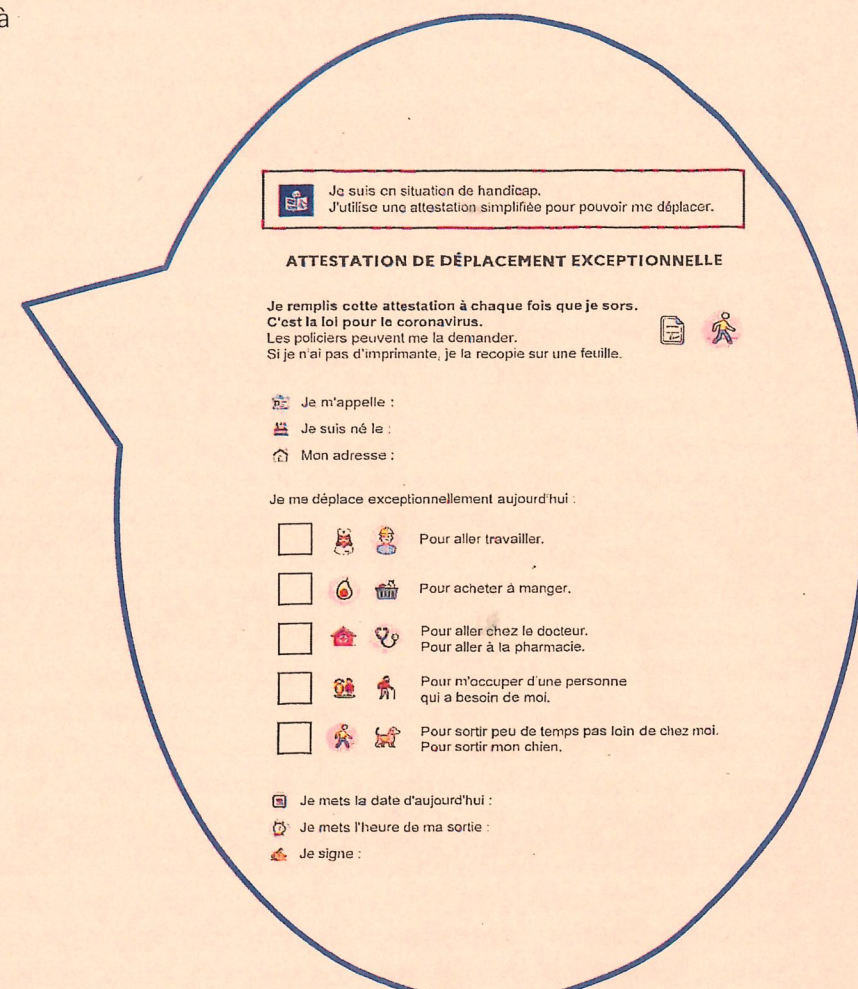 à
Je suis en situation de handicap.
J'utilise une attestation simplifiée pour pouvoir me déplacer.
ATTESTATION DE DÉPLACEMENT EXCEPTIONNELLE
Je remplis cette attestation à chaque fois que je sors.
C'est la loi pour le coronavirus.
Les policiers peuvent me la demander.
Si je n'ai pas d'imprimante, je la recopie sur une feuille.
Je m'appelle :
Je suis né le :
Mon adresse :
Je me déplace exceptionnellement aujourd'hui :
Pour aller travailler.
Pour acheter à manger.
Pour aller chez le docteur.
Pour aller à la pharmacie.
Pour m'occuper d'une personne
qui a besoin de moi.
Pour sortir peu de temps pas loin de chez moi.
Pour sortir mon chien.
Je mets la date d'aujourd'hui :
Je mets l'heure de ma sortie :
Je signe :